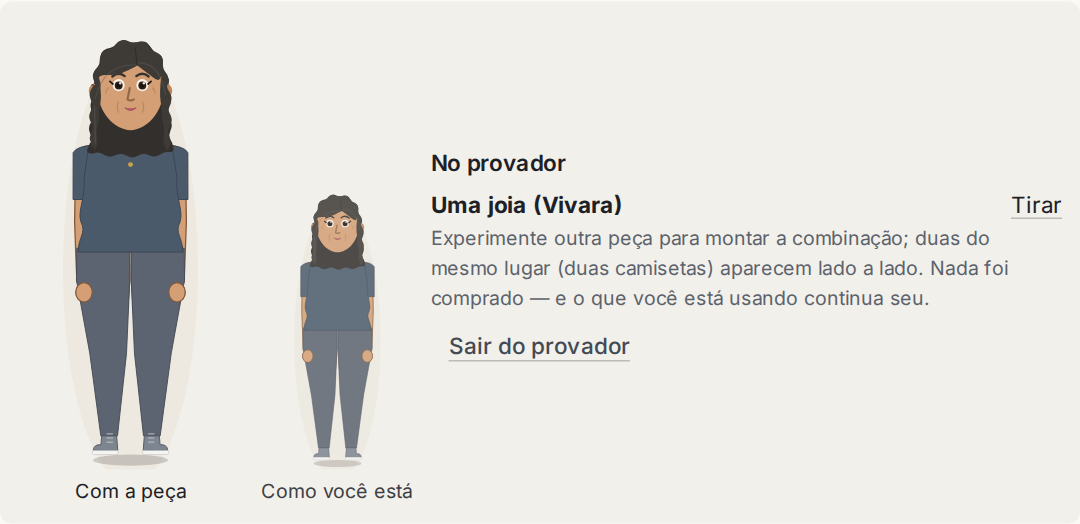 No provador
Uma joia (Vivara)
Tirar
Experimente outra peça para montar a combinação; duas do
mesmo lugar (duas camisetas) aparecem lado a lado. Nada foi
comprado — e o que você está usando continua seu.
Sair do provador
Com a peça
Como você está